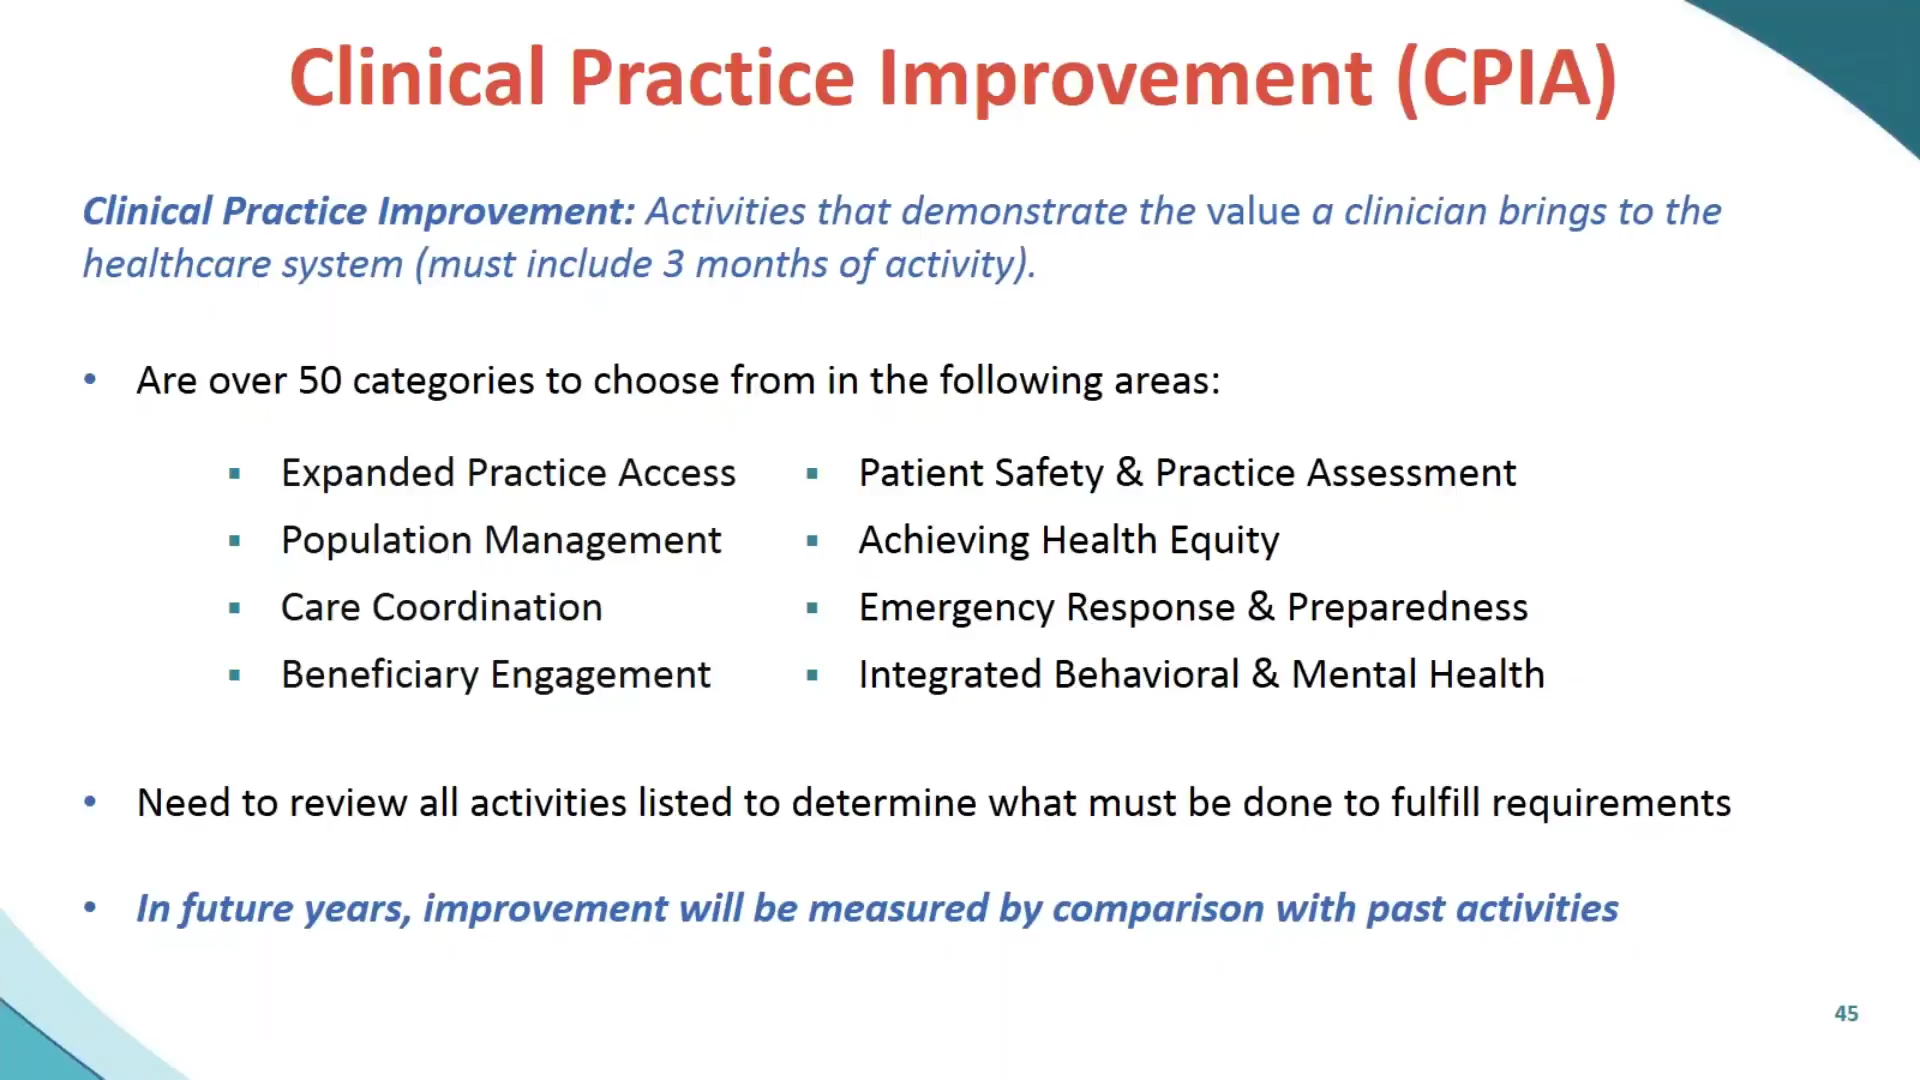 Clinical Practice Improvement (CPIA)
Clinical Practice Improvement: Activities that demonstrate the value a clinician brings to the
healthcare system (must include 3 months of activity).
• Are over 50 categories to choose from in the following areas:
▪ Expanded Practice Access
▪ Population Management
▪ Care Coordination
▪ Beneficiary Engagement
▪ Patient Safety & Practice Assessment
▪ Achieving Health Equity
▪ Emergency Response & Preparedness
▪ Integrated Behavioral & Mental Health
• Need to review all activities listed to determine what must be done to fulfill requirements
• In future years, improvement will be measured by comparison with past activities
45